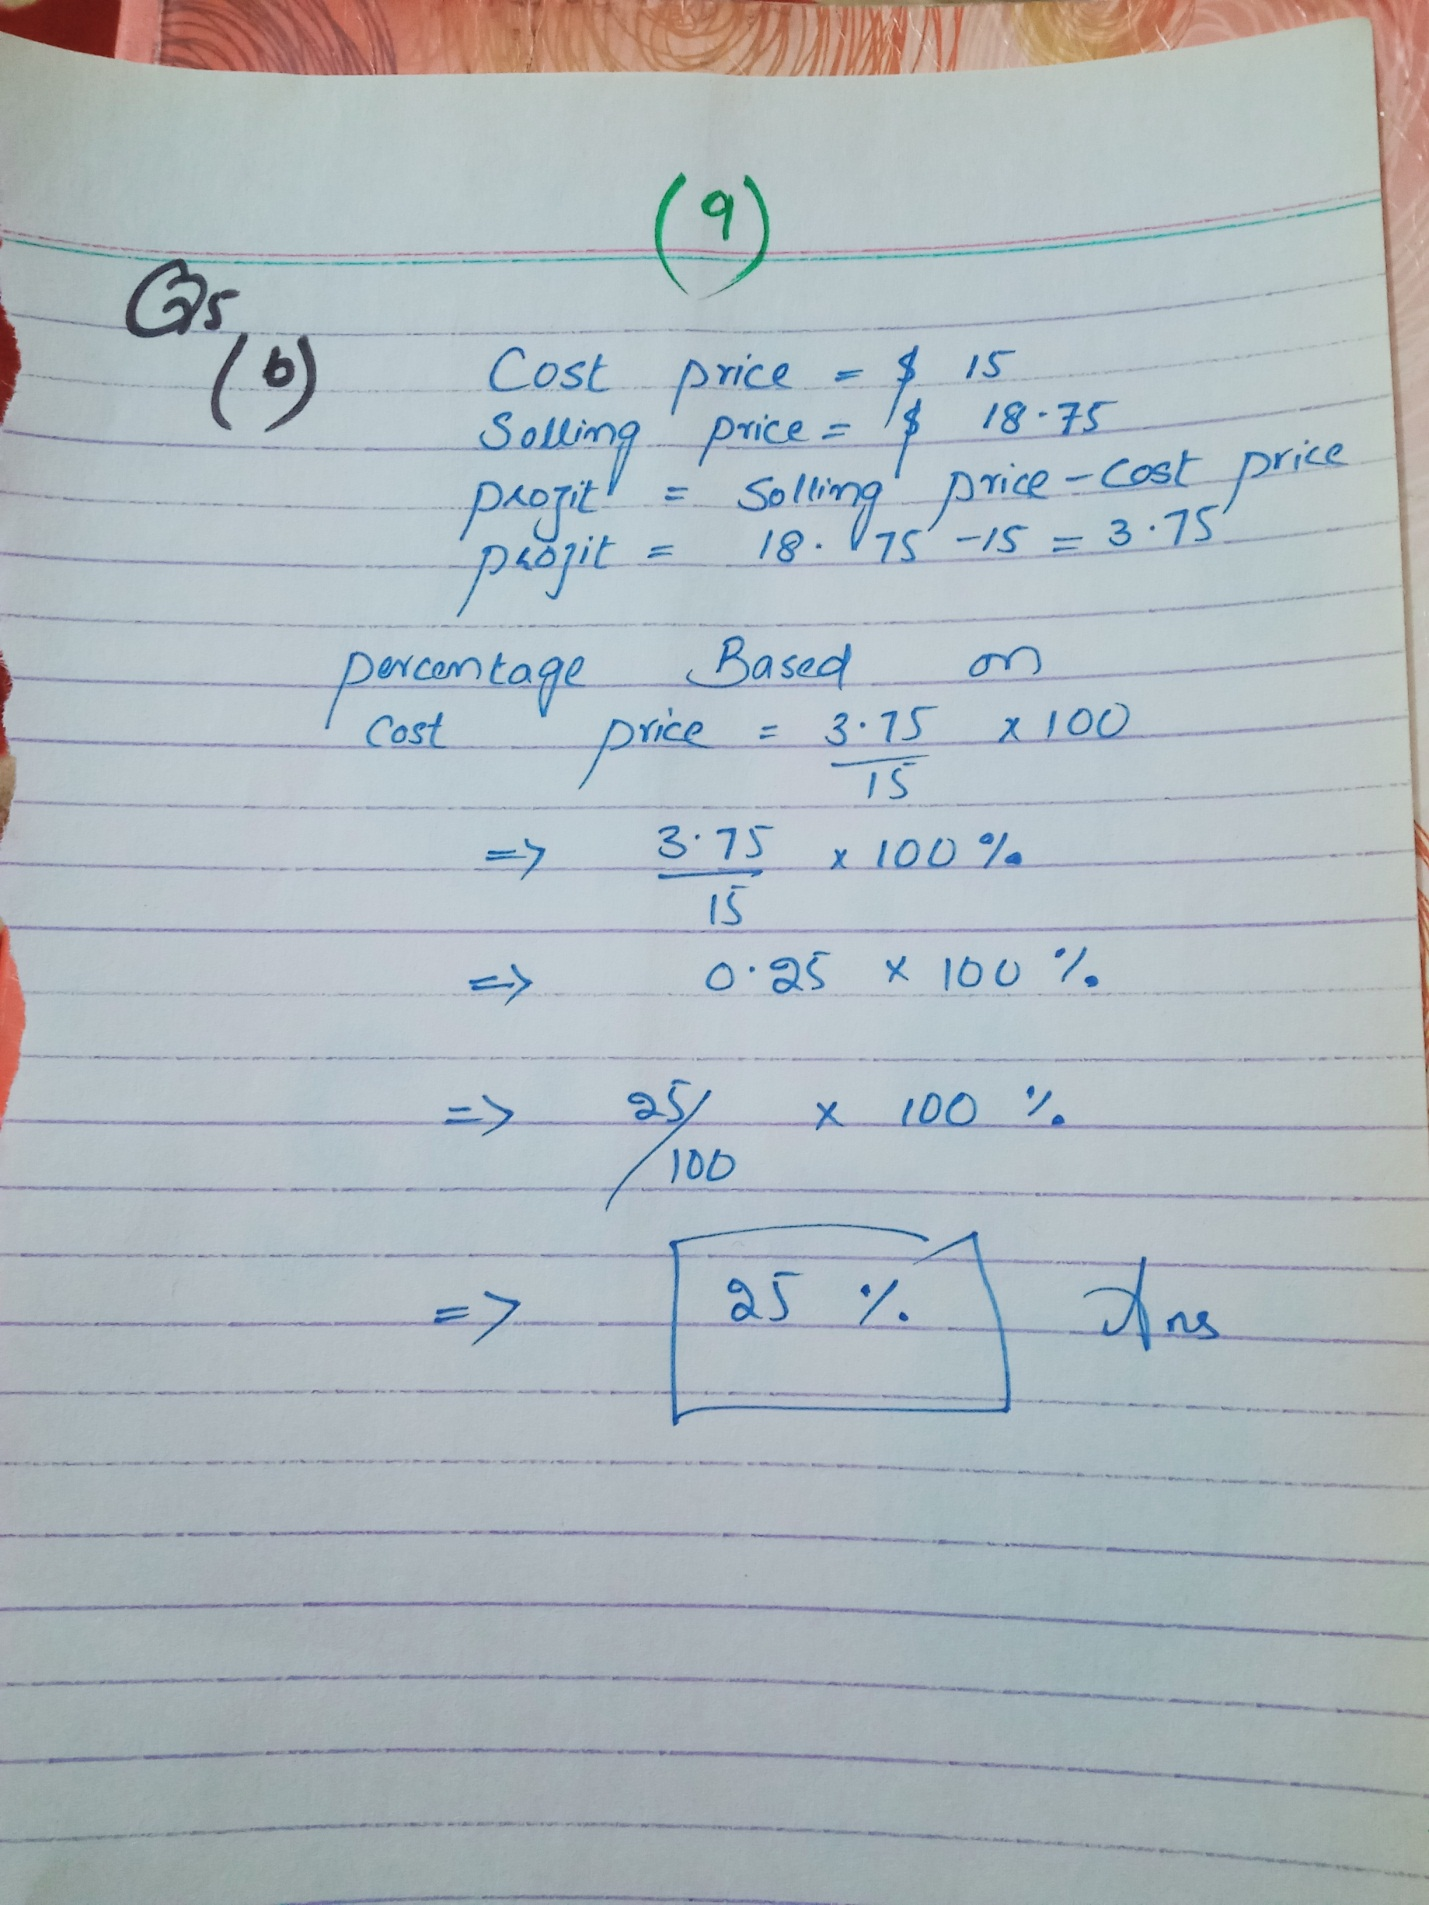 (9)
Q5
(b)
Cost price = $ 15
Selling price = $ 18.75
profit = Selling price - Cost price
profit = 18.75 - 15 = 3.75
percentage Based on
Cost price = 3.75/15 x 100
=> 3.75/15 x 100 %
=> 0.25 x 100 %
=> 25/100 x 100 %
=> 25 % Ans